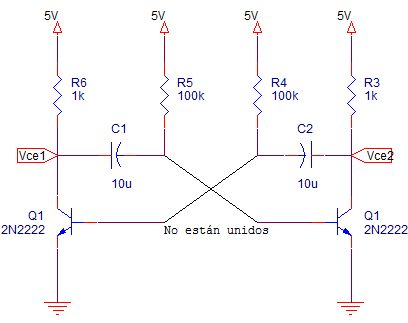 5V 5V 5V 5V
R6 R5 R4 R3
1k 100k 100k 1k
C1 C2
Vce1 Vce2
10u 10u
Q1 Q1
2N2222 No están unidos 2N2222